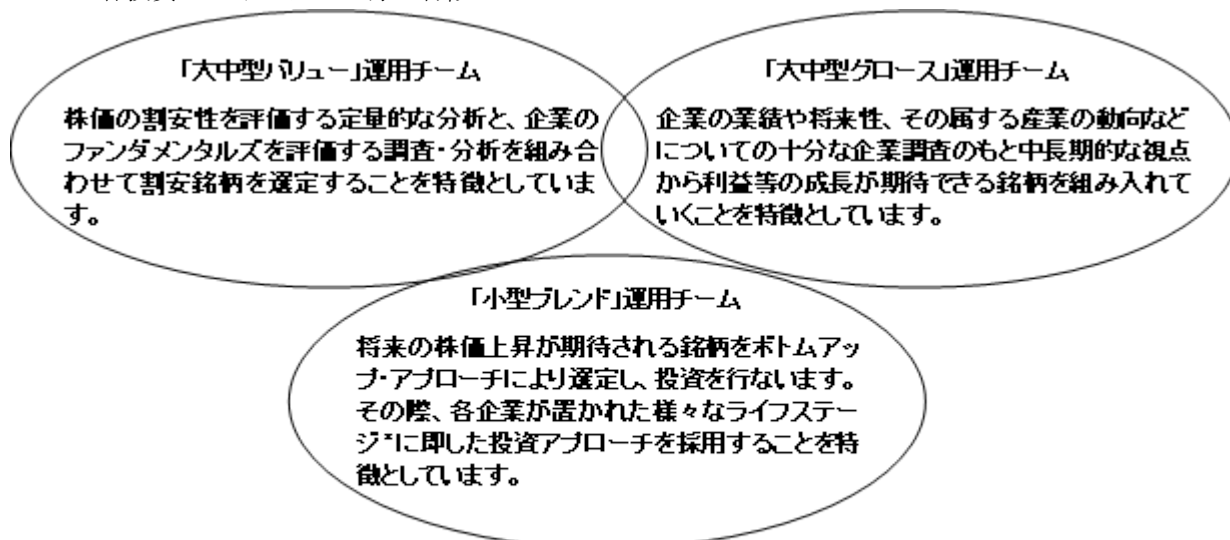 「大中型バリュー」運用チーム
株価の割安性を評価する定量的な分析と、企業の
ファンダメンタルズを評価する調査・分析を組み合
わせて割安銘柄を選定することを特徴としていま
す。
「大中型グロース」運用チーム
企業の業績や将来性、その属する産業の動向など
についての十分な企業調査のもと中長期的な視点
から利益等の成長が期待できる銘柄を組み入れて
いくことを特徴としています。
「小型ブレンド」運用チーム
将来の株価上昇が期待される銘柄をボトムアッ
プ・アプローチにより選定し、投資を行ないます。
その際、各企業が置かれた様々なライフステー
ジ*に即した投資アプローチを採用することを特
徴としています。